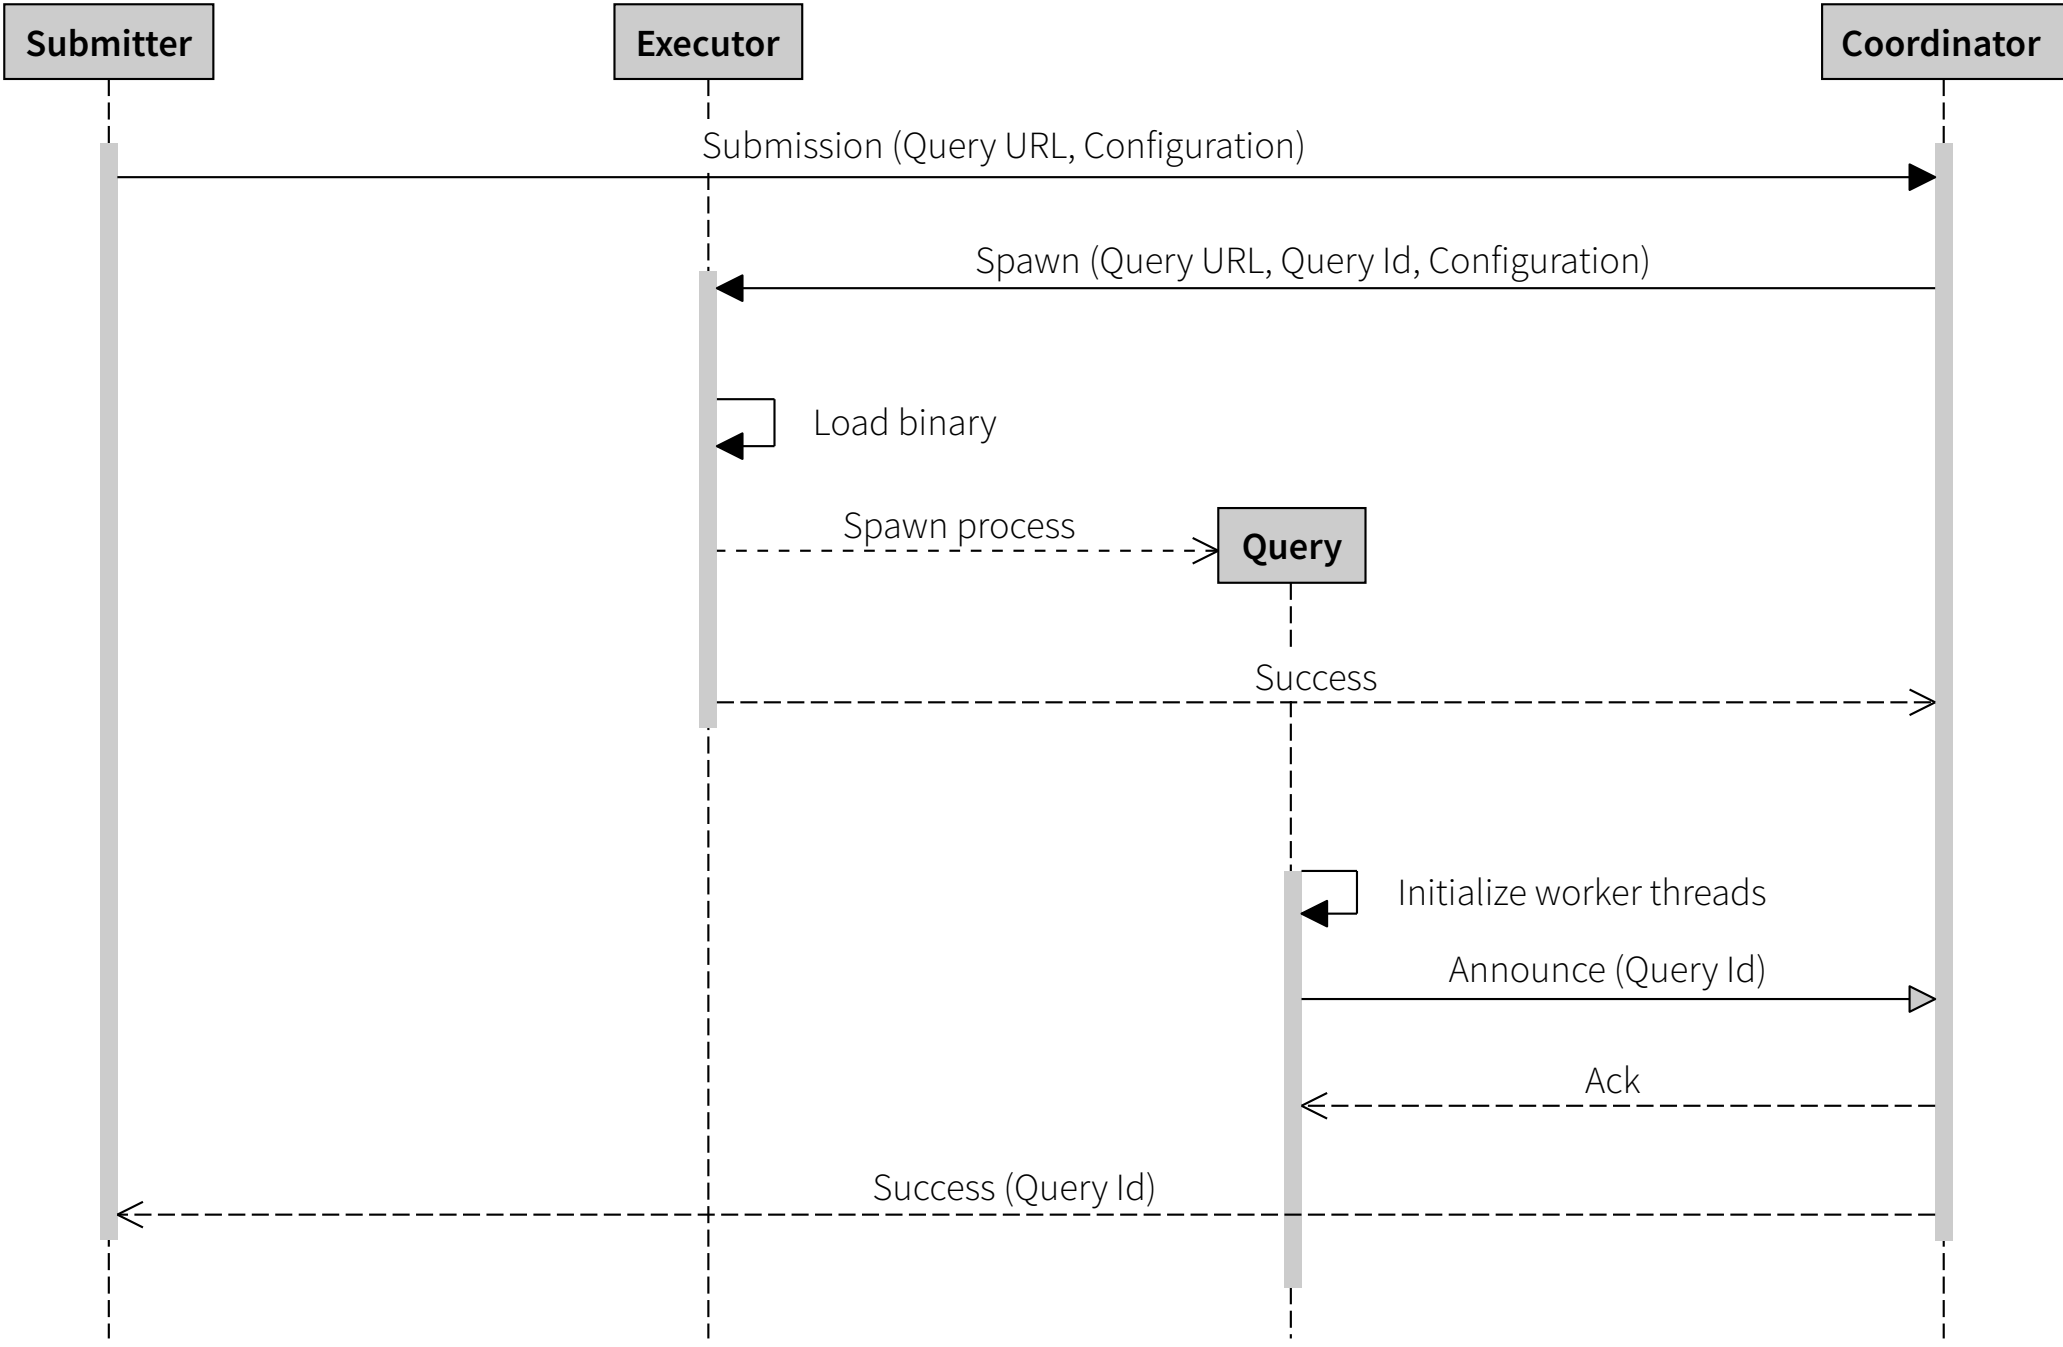 Submitter
Executor
Coordinator
Submission (Query URL, Configuration)
Spawn (Query URL, Query Id, Configuration)
Load binary
Spawn process
Query
Success
Initialize worker threads
Announce (Query Id)
Ack
Success (Query Id)